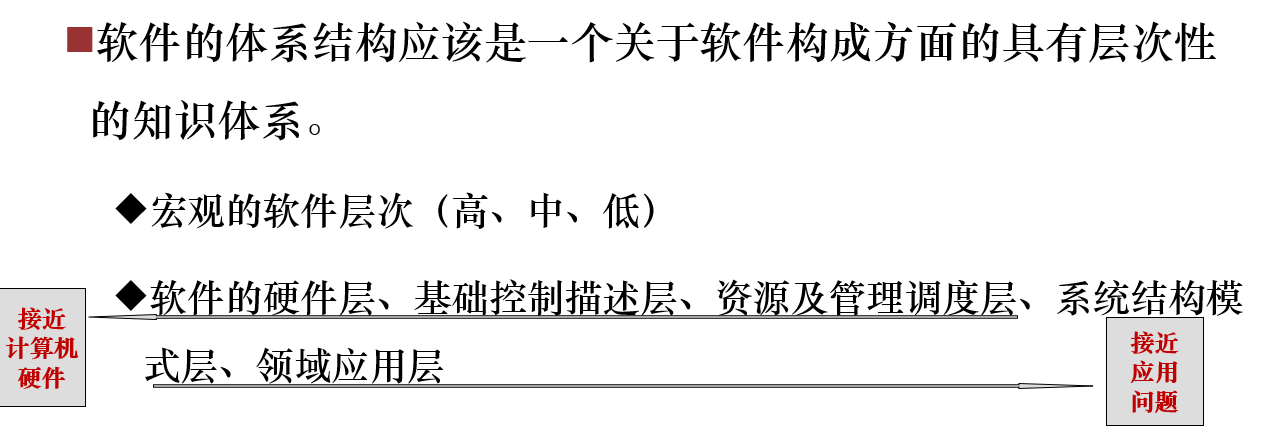 ■软件的体系结构应该是一个关于软件构成方面的具有层次性
的知识体系。
◆宏观的软件层次（高、中、低）
◆软件的硬件层、基础控制描述层、资源及管理调度层、系统结构模
式层、领域应用层
接近
计算机
硬件
接近
应用
问题